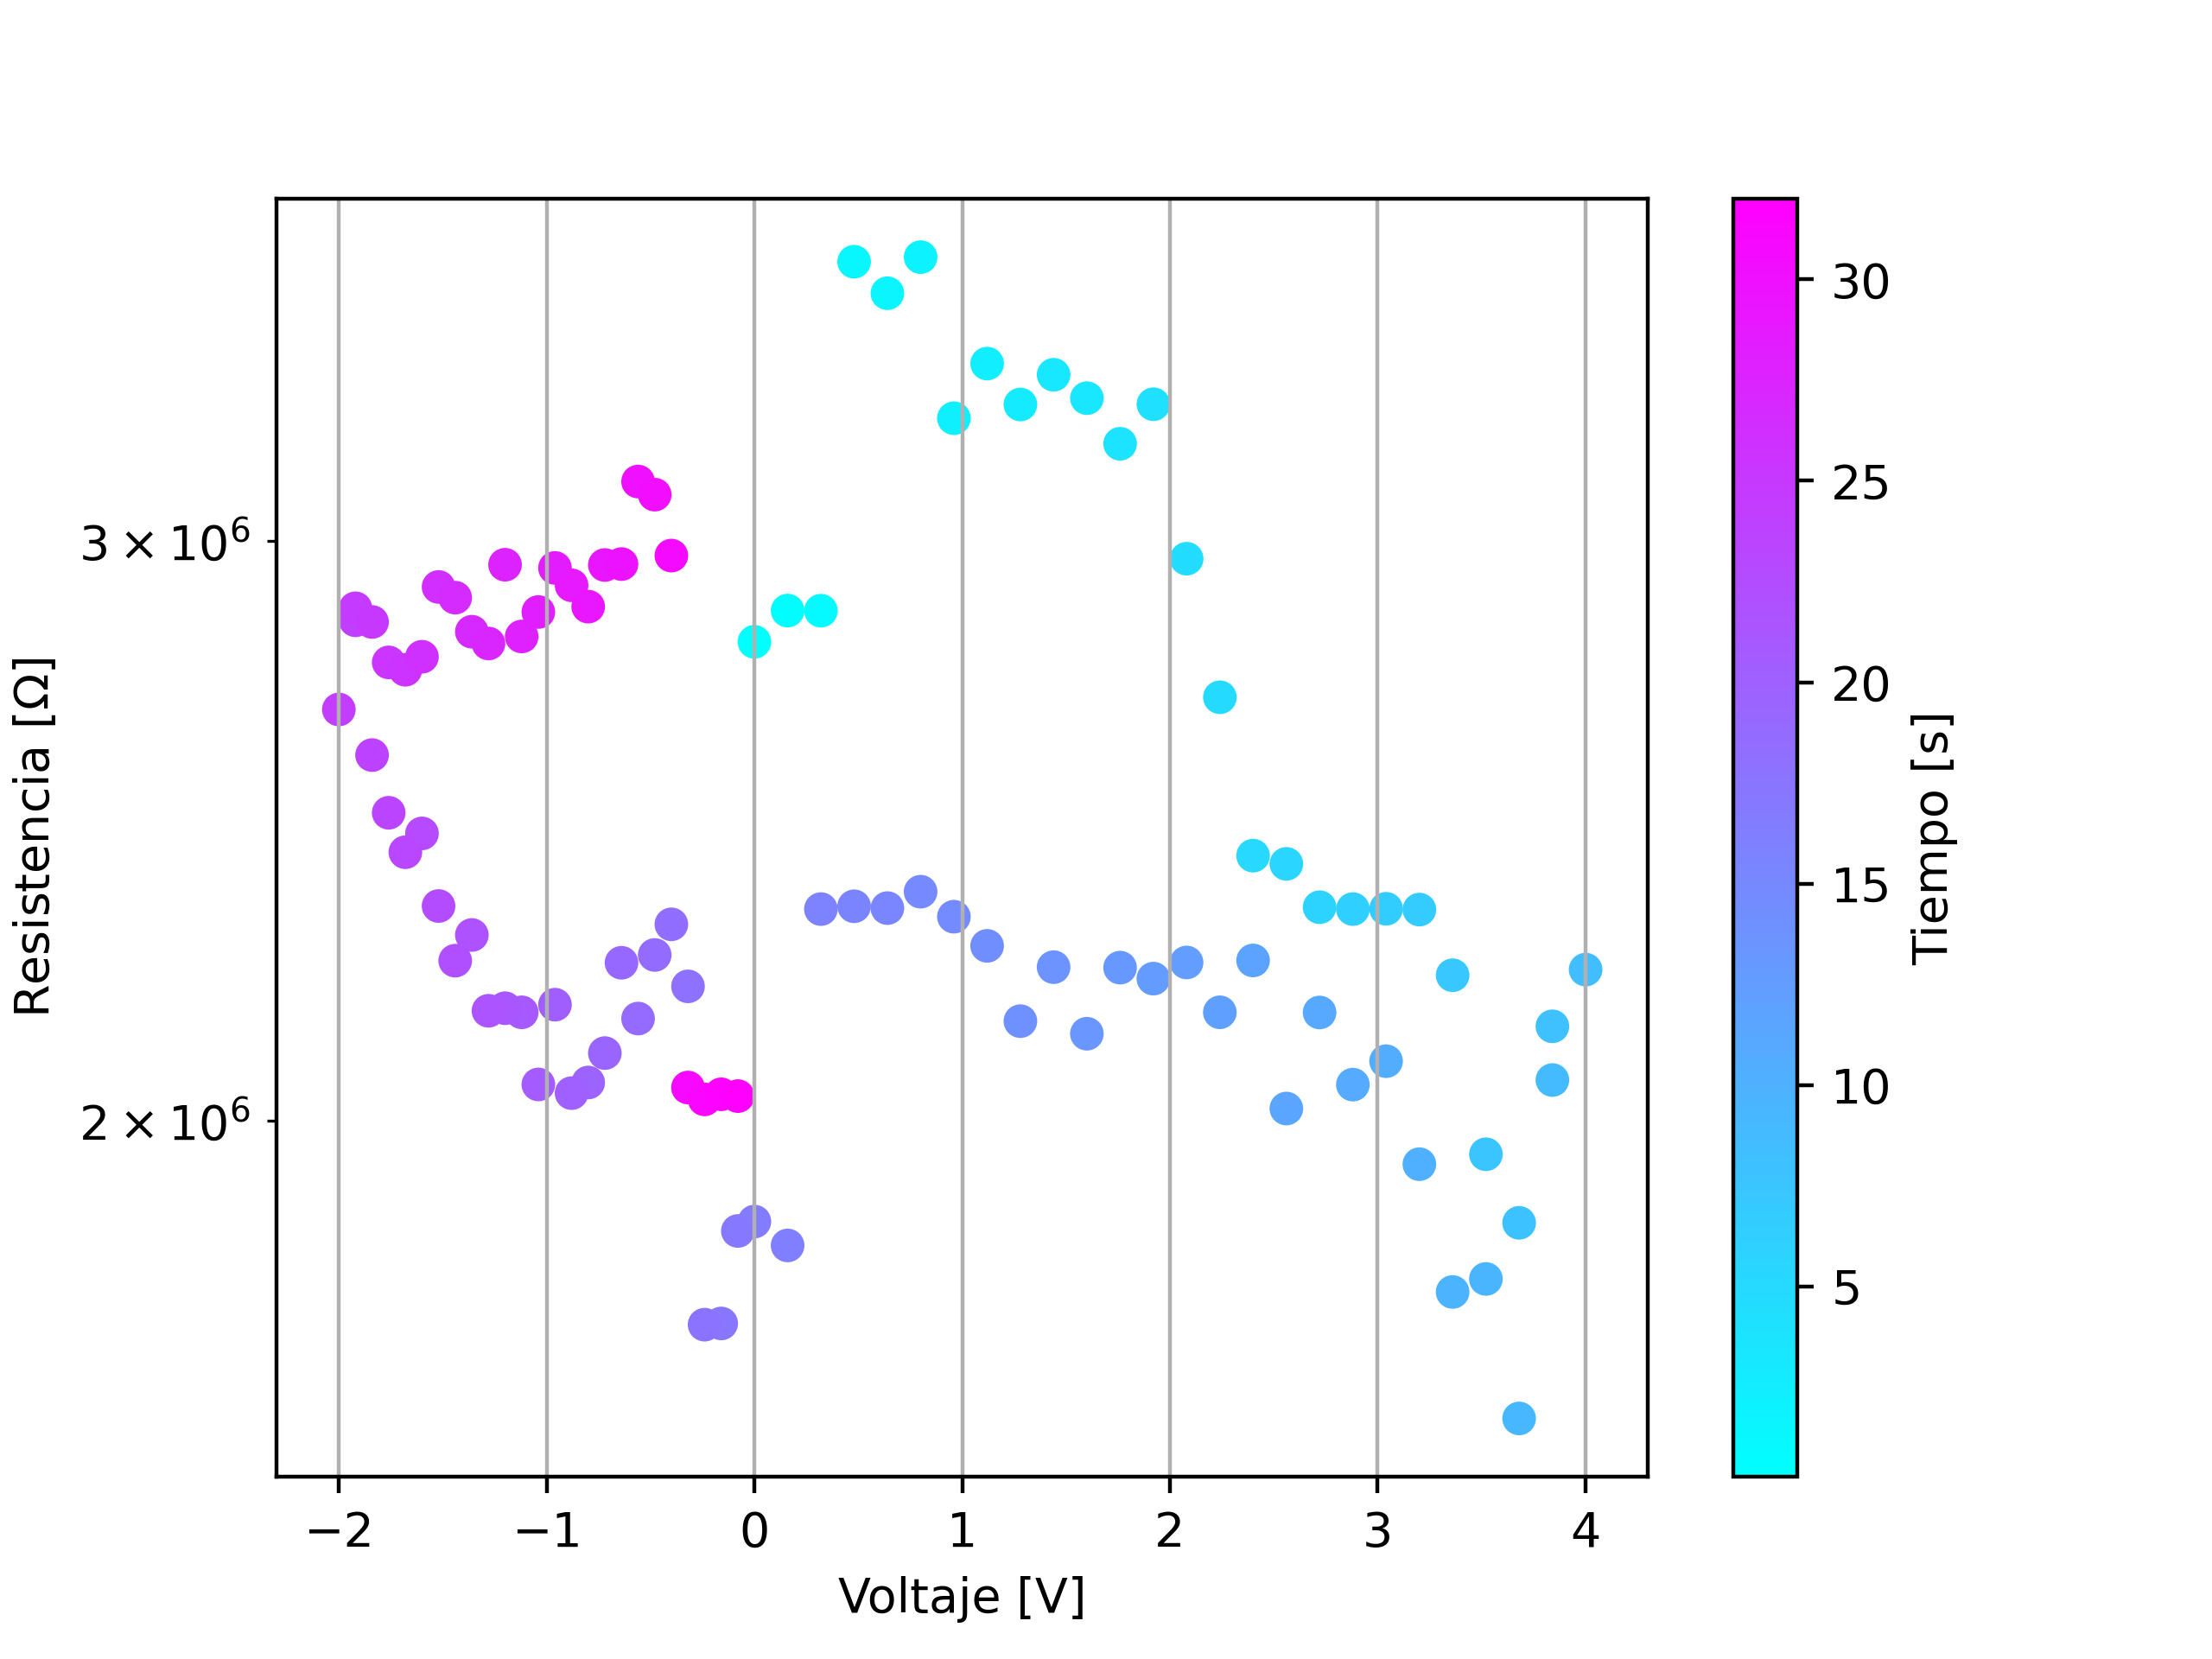 Resistencia [Ω]
3 × 10⁶
2 × 10⁶
−2 −1 0 1 2 3 4
Voltaje [V]
30
25
20
15
10
5
Tiempo [s]